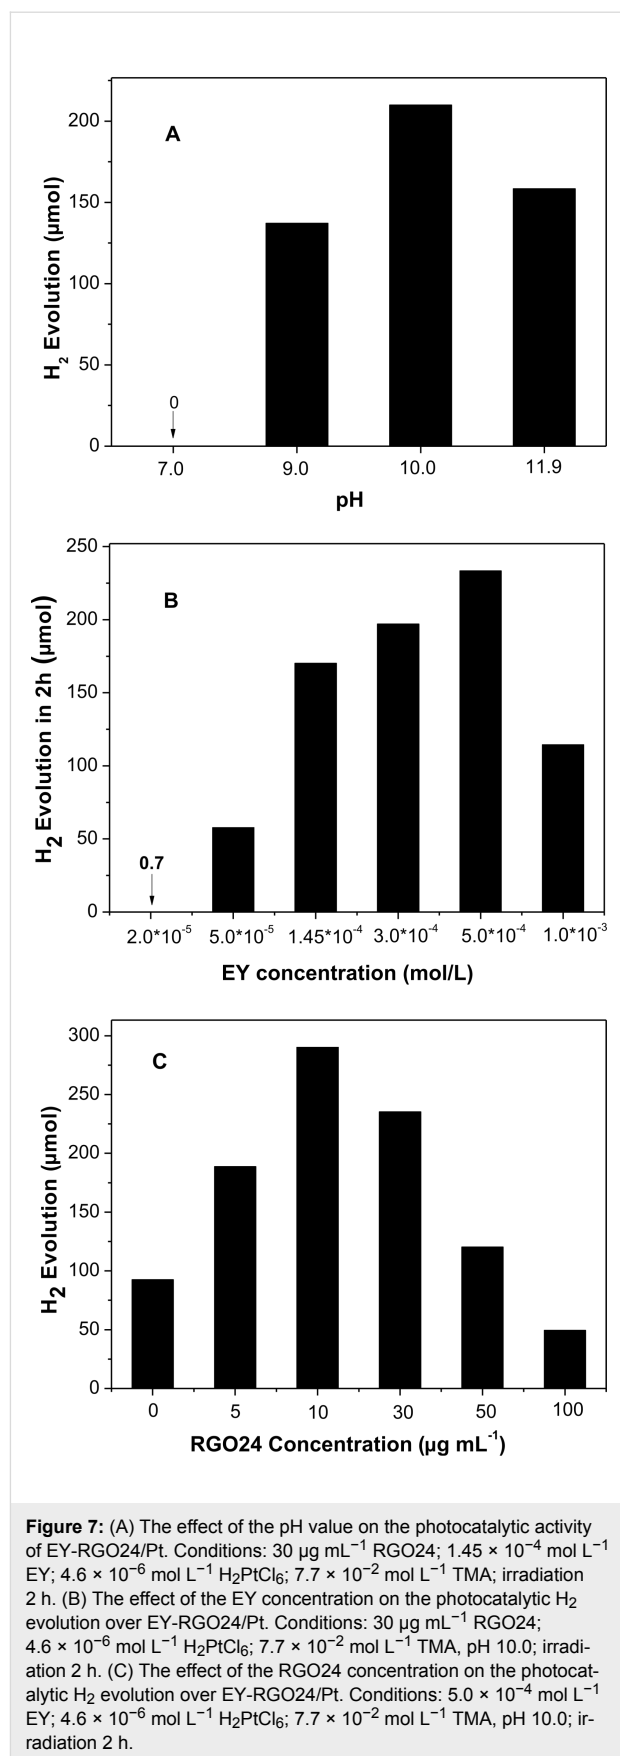 A
200
150
100
50
0
H₂ Evolution (µmol)
0
7.0 9.0 10.0 11.9
pH
B
250
200
150
100
50
0
H₂ Evolution in 2h (µmol)
0.7
2.0*10⁻⁵ 5.0*10⁻⁵ 1.45*10⁻⁴ 3.0*10⁻⁴ 5.0*10⁻⁴ 1.0*10⁻³
EY concentration (mol/L)
C
300
250
200
150
100
50
0
H₂ Evolution (µmol)
0 5 10 30 50 100
RGO24 Concentration (µg mL⁻¹)
Figure 7: (A) The effect of the pH value on the photocatalytic activity
of EY-RGO24/Pt. Conditions: 30 µg mL⁻¹ RGO24; 1.45 × 10⁻⁴ mol L⁻¹
EY; 4.6 × 10⁻⁶ mol L⁻¹ H₂PtCl₆; 7.7 × 10⁻² mol L⁻¹ TMA; irradiation
2 h. (B) The effect of the EY concentration on the photocatalytic H₂
evolution over EY-RGO24/Pt. Conditions: 30 µg mL⁻¹ RGO24;
4.6 × 10⁻⁶ mol L⁻¹ H₂PtCl₆; 7.7 × 10⁻² mol L⁻¹ TMA, pH 10.0; irradi-
ation 2 h. (C) The effect of the RGO24 concentration on the photocat-
alytic H₂ evolution over EY-RGO24/Pt. Conditions: 5.0 × 10⁻⁴ mol L⁻¹
EY; 4.6 × 10⁻⁶ mol L⁻¹ H₂PtCl₆; 7.7 × 10⁻² mol L⁻¹ TMA, pH 10.0; ir-
radiation 2 h.